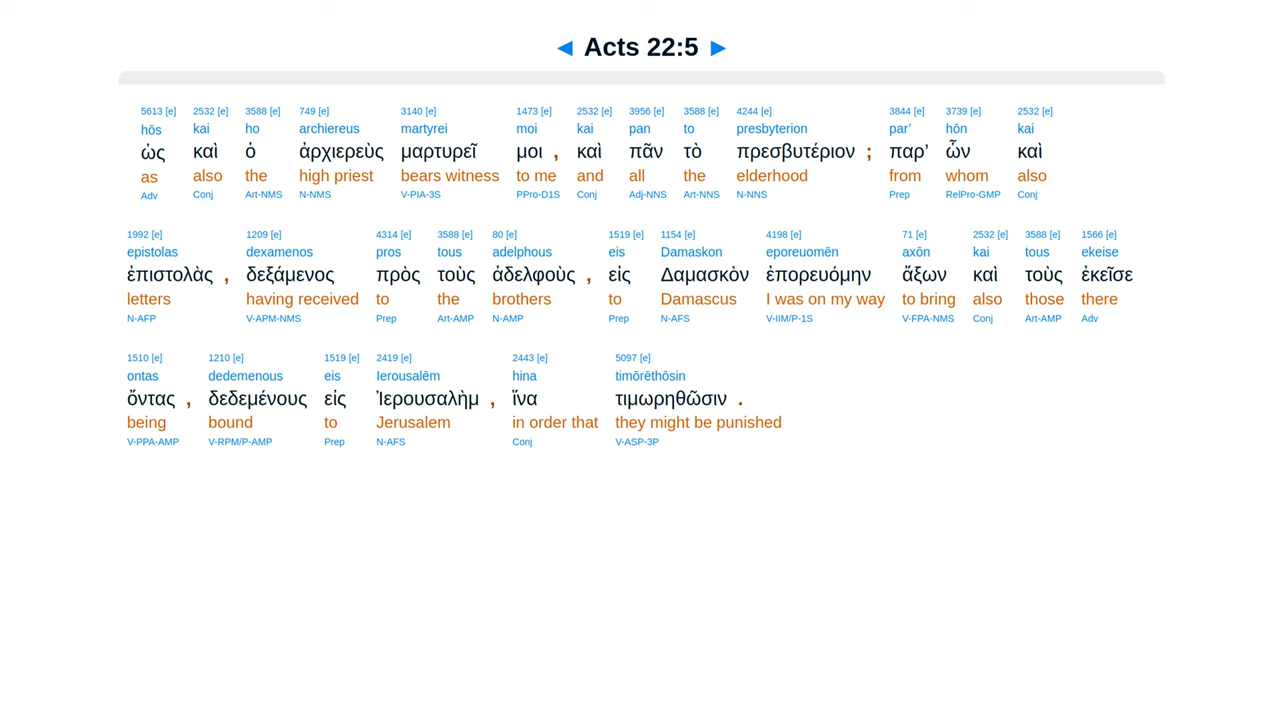 ◄ Acts 22:5 ►
5613 [e] 2532 [e] 3588 [e] 749 [e] 3140 [e] 1473 [e] 2532 [e] 3956 [e] 3588 [e] 4244 [e] 3844 [e] 3739 [e] 2532 [e]
hōs kai ho archiereus martyrei moi kai pan to presbyterion par’ hōn kai
ὡς καὶ ὁ ἀρχιερεὺς μαρτυρεῖ μοι , καὶ πᾶν τὸ πρεσβυτέριον ; παρ’ ὧν καὶ
as also the high priest bears witness to me and all the elderhood from whom also
Adv Conj Art-NMS N-NMS V-PIA-3S PPro-D1S Conj Adj-NNS Art-NNS N-NNS Prep RelPro-GMP Conj
1992 [e] 1209 [e] 4314 [e] 3588 [e] 80 [e] 1519 [e] 1154 [e] 4198 [e] 71 [e] 2532 [e] 3588 [e] 1566 [e]
epistolas dexamenos pros tous adelphous eis Damaskon eporeuomēn axōn kai tous ekeise
ἐπιστολὰς , δεξάμενος πρὸς τοὺς ἀδελφοὺς , εἰς Δαμασκὸν ἐπορευόμην ἄξων καὶ τοὺς ἐκεῖσε
letters having received to the brothers to Damascus I was on my way to bring also those there
N-AFP V-APM-NMS Prep Art-AMP N-AMP Prep N-AFS V-IIM/P-1S V-FPA-NMS Conj Art-AMP Adv
1510 [e] 1210 [e] 1519 [e] 2419 [e] 2443 [e] 5097 [e]
ontas dedemenous eis Ierousalēm hina timōrēthōsin
ὄντας , δεδεμένους εἰς Ἰερουσαλὴμ , ἵνα τιμωρηθῶσιν .
being bound to Jerusalem in order that they might be punished
V-PPA-AMP V-RPM/P-AMP Prep N-AFS Conj V-ASP-3P